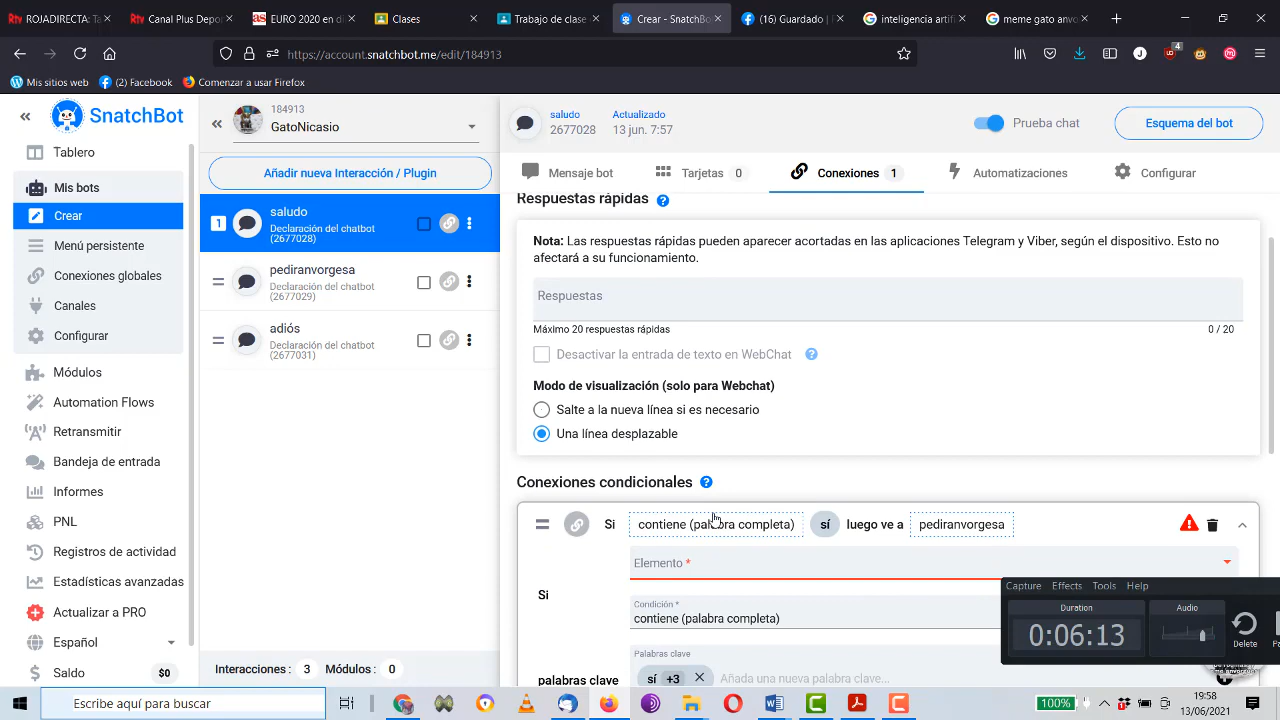 ROJADIRECTA: T
Canal Plus Depor
EURO 2020 en di
Clases
Trabajo de clase
Crear - SnatchBot
(16) Guardado |
inteligencia artifi
meme gato anvo
https://account.snatchbot.me/edit/184913
4
Mis sitios web
(2) Facebook
Comenzar a usar Firefox
SnatchBot
Tablero
Mis bots
Crear
Menú persistente
Conexiones globales
Canales
Configurar
Módulos
Automation Flows
Retransmitir
Bandeja de entrada
Informes
PNL
Registros de actividad
Estadísticas avanzadas
Actualizar a PRO
Español
Saldo
$0
184913
GatoNicasio
Añadir nueva Interacción / Plugin
1
saludo
Declaración del chatbot
(2677028)
pediranvorgesa
Declaración del chatbot
(2677029)
adiós
Declaración del chatbot
(2677031)
Interacciones : 3 Módulos : 0
saludo
2677028
Actualizado
13 jun. 7:57
Prueba chat
Esquema del bot
Mensaje bot
Tarjetas 0
Conexiones 1
Automatizaciones
Configurar
Respuestas rápidas
Nota: Las respuestas rápidas pueden aparecer acortadas en las aplicaciones Telegram y Viber, según el dispositivo. Esto no
afectará a su funcionamiento.
Respuestas
Máximo 20 respuestas rápidas
0 / 20
Desactivar la entrada de texto en WebChat
Modo de visualización (solo para Webchat)
Salte a la nueva línea si es necesario
Una línea desplazable
Conexiones condicionales
Si contiene (palabra completa) sí luego ve a pediranvorgesa
Elemento *
Si
Condición *
contiene (palabra completa)
Palabras clave
palabras clave
sí +3
Añada una nueva palabra clave...
Capture Effects Tools Help
Duration
0:06:13
Audio
Delete
Escribe aquí para buscar
100%
19:58
13/06/2021